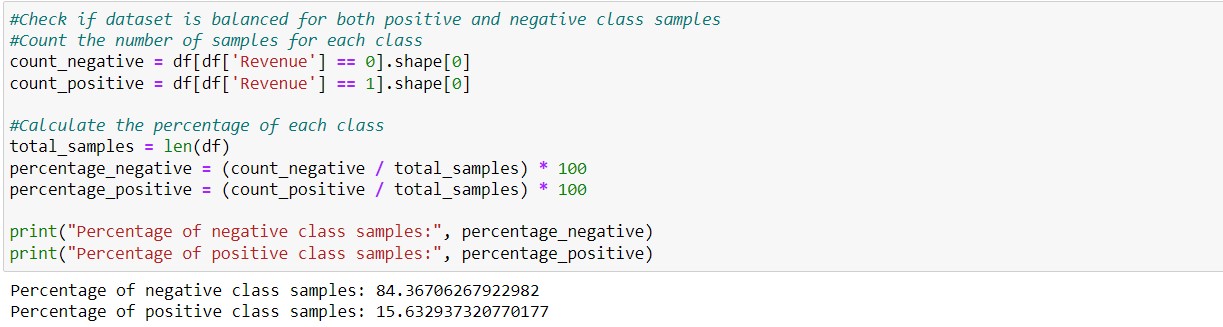 #Check if dataset is balanced for both positive and negative class samples
#Count the number of samples for each class
count_negative = df[df['Revenue'] == 0].shape[0]
count_positive = df[df['Revenue'] == 1].shape[0]
#Calculate the percentage of each class
total_samples = len(df)
percentage_negative = (count_negative / total_samples) * 100
percentage_positive = (count_positive / total_samples) * 100
print("Percentage of negative class samples:", percentage_negative)
print("Percentage of positive class samples:", percentage_positive)
Percentage of negative class samples: 84.36706267922982
Percentage of positive class samples: 15.632937320770177